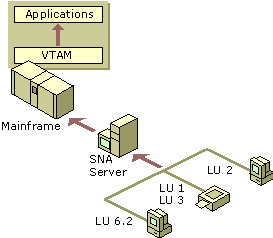 Applications
VTAM
Mainframe
SNA
Server
LU 2
LU 1
LU 3
LU 6.2